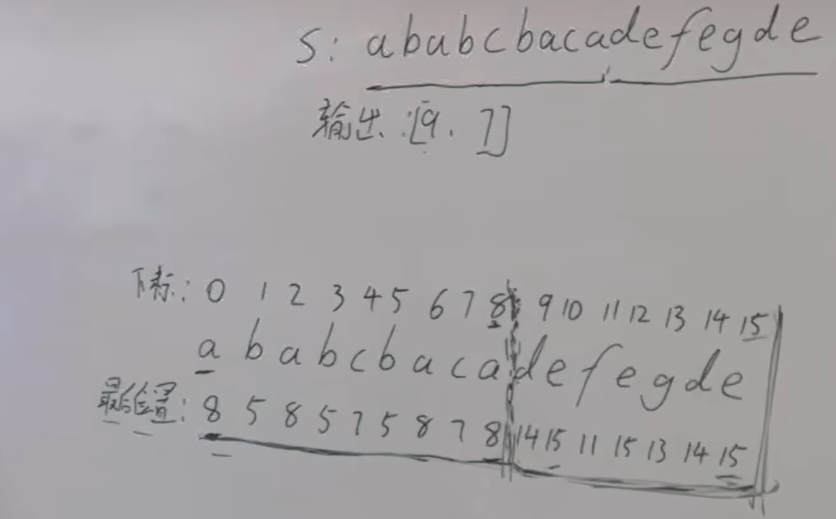 S: ababcbacadefegde
输出:[9, 7]
下标: 0 1 2 3 4 5 6 7 8 9 10 11 12 13 14 15
a b a b c b a c a d e f e g d e
最后位置: 8 5 8 5 7 5 8 7 8 14 15 11 15 13 14 15